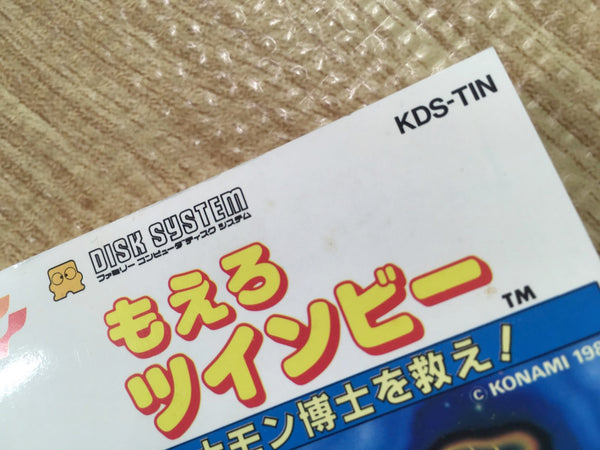 KDS-TIN
DISK SYSTEM
ファミリー コンピュータ ディスク システム
もえろ
ツインビー
TM
モン博士を救え!
© KONAMI 198